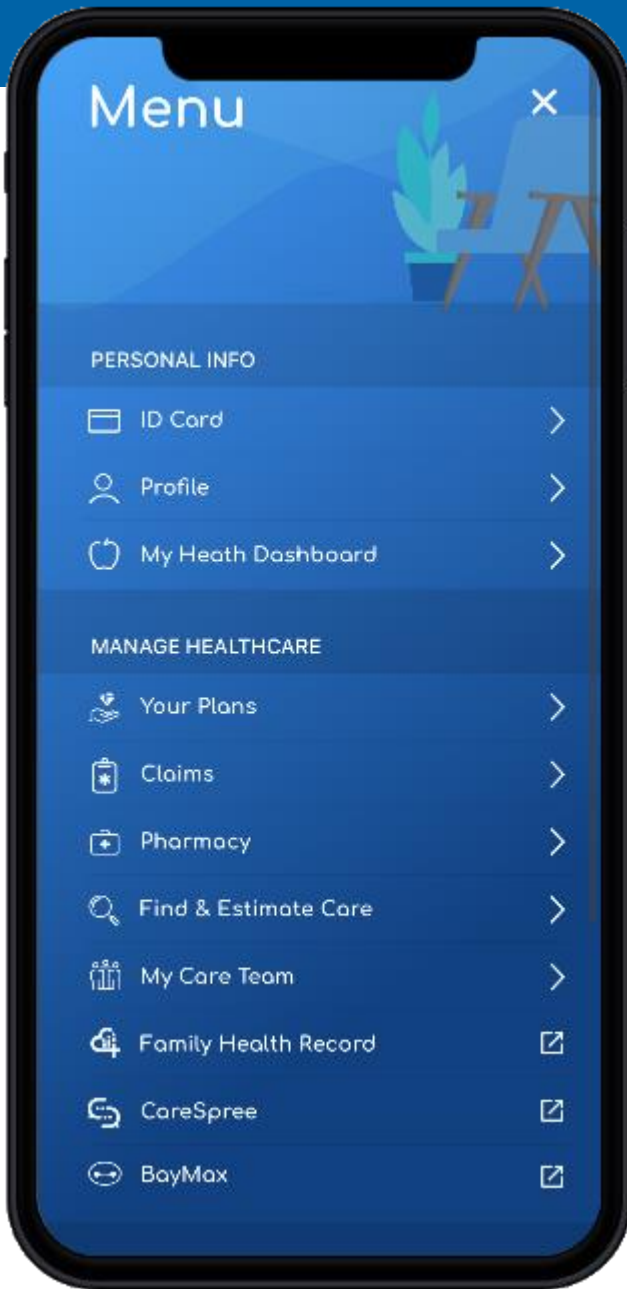 Menu
PERSONAL INFO
ID Card
Profile
My Heath Dashboard
MANAGE HEALTHCARE
Your Plans
Claims
Pharmacy
Find & Estimate Care
My Care Team
Family Health Record
CareSpree
BayMax